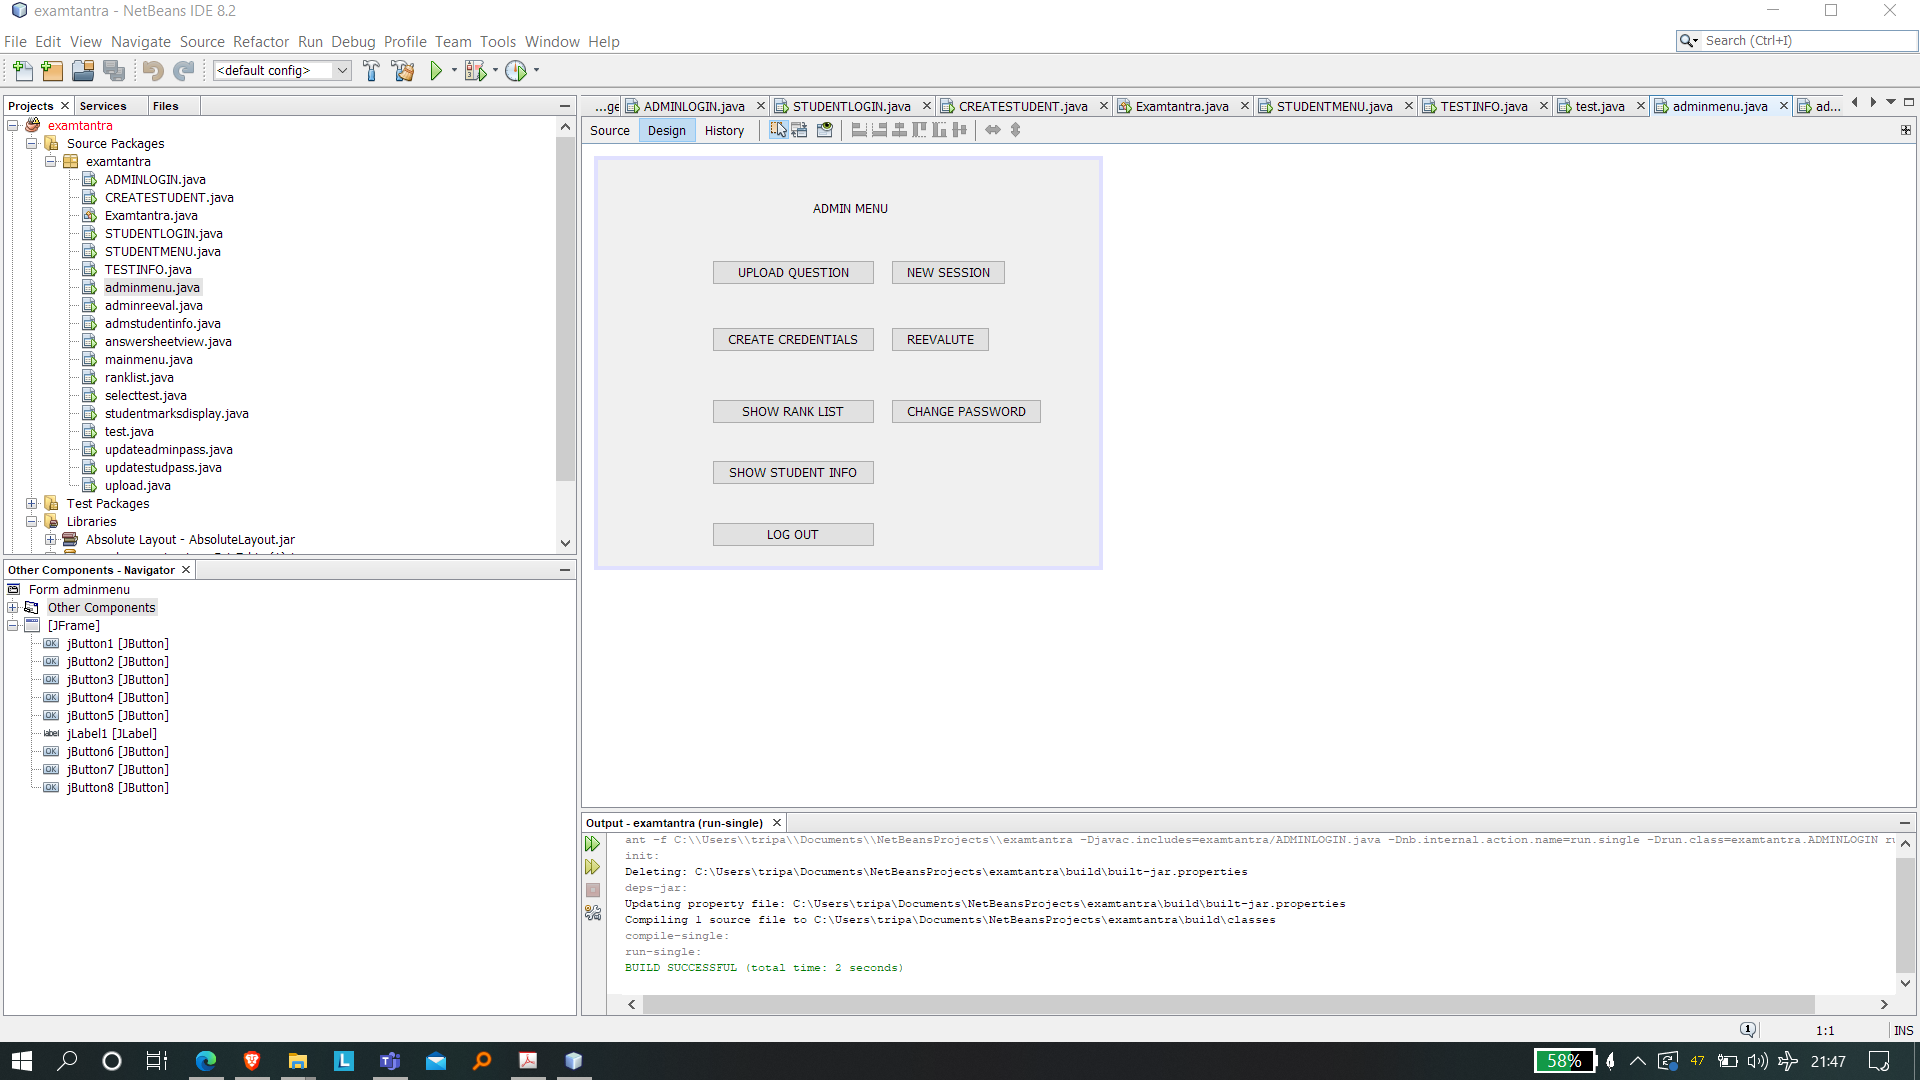 examtantra - NetBeans IDE 8.2
File Edit View Navigate Source Refactor Run Debug Profile Team Tools Window Help
Search (Ctrl+I)
<default config>
Projects Services Files
examtantra
Source Packages
examtantra
ADMINLOGIN.java
CREATESTUDENT.java
Examtantra.java
STUDENTLOGIN.java
STUDENTMENU.java
TESTINFO.java
adminmenu.java
adminreeval.java
admstudentinfo.java
answersheetview.java
mainmenu.java
ranklist.java
selecttest.java
studentmarksdisplay.java
test.java
updateadminpass.java
updatestudpass.java
upload.java
Test Packages
Libraries
Absolute Layout - AbsoluteLayout.jar
Other Components - Navigator
Form adminmenu
Other Components
[JFrame]
jButton1 [JButton]
jButton2 [JButton]
jButton3 [JButton]
jButton4 [JButton]
jButton5 [JButton]
label jLabel1 [JLabel]
jButton6 [JButton]
jButton7 [JButton]
jButton8 [JButton]
...ge ADMINLOGIN.java STUDENTLOGIN.java CREATESTUDENT.java Examtantra.java STUDENTMENU.java TESTINFO.java test.java adminmenu.java ad...
Source Design History
ADMIN MENU
UPLOAD QUESTION NEW SESSION
CREATE CREDENTIALS REEVALUTE
SHOW RANK LIST CHANGE PASSWORD
SHOW STUDENT INFO
LOG OUT
Output - examtantra (run-single)
ant -f C:\\Users\\tripa\\Documents\\NetBeansProjects\\examtantra -Djavac.includes=examtantra/ADMINLOGIN.java -Dnb.internal.action.name=run.single -Drun.class=examtantra.ADMINLOGIN
init:
Deleting: C:\Users\tripa\Documents\NetBeansProjects\examtantra\build\built-jar.properties
deps-jar:
Updating property file: C:\Users\tripa\Documents\NetBeansProjects\examtantra\build\built-jar.properties
Compiling 1 source file to C:\Users\tripa\Documents\NetBeansProjects\examtantra\build\classes
compile-single:
run-single:
BUILD SUCCESSFUL (total time: 2 seconds)
1:1 INS
58% 47 21:47